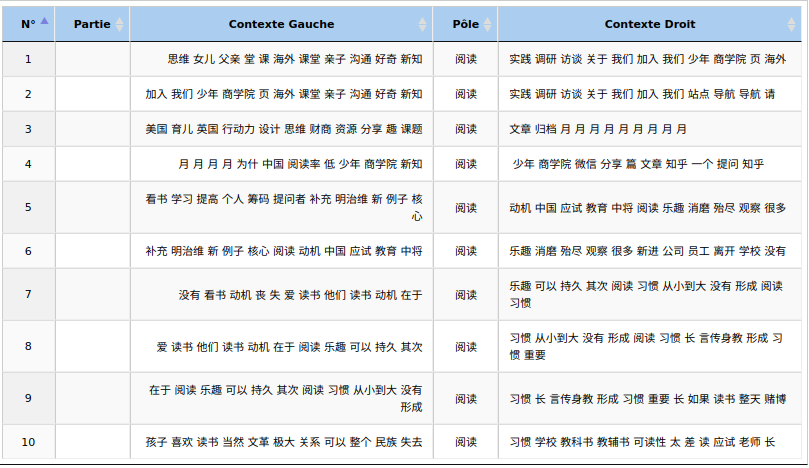 N° Partie Contexte Gauche Pôle Contexte Droit
1 思维 女儿 父亲 堂 课 海外 课堂 亲子 沟通 好奇 新知 阅读 实践 调研 访谈 关于 我们 加入 我们 少年 商学院 页 海外
2 加入 我们 少年 商学院 页 海外 课堂 亲子 沟通 好奇 新知 阅读 实践 调研 访谈 关于 我们 加入 我们 站点 导航 导航 请
3 美国 育儿 英国 行动力 设计 思维 财商 资源 分享 趣 课题 阅读 文章 归档 月 月 月 月 月 月 月 月 月
4 月 月 月 月 为什 中国 阅读率 低 少年 商学院 新知 阅读 少年 商学院 微信 分享 篇 文章 知乎 一个 提问 知乎
5 看书 学习 提高 个人 筹码 提问者 补充 明治维 新 例子 核
心 阅读 动机 中国 应试 教育 中将 阅读 乐趣 消磨 殆尽 观察 很多
6 补充 明治维 新 例子 核心 阅读 动机 中国 应试 教育 中将 阅读 乐趣 消磨 殆尽 观察 很多 新进 公司 员工 离开 学校 没有
7 没有 看书 动机 丧 失 爱 读书 他们 读书 动机 在于 阅读 乐趣 可以 持久 其次 阅读 习惯 从小到大 没有 形成 阅读
习惯
8 爱 读书 他们 读书 动机 在于 阅读 乐趣 可以 持久 其次 阅读 习惯 从小到大 没有 形成 阅读 习惯 长 言传身教 形成 习
惯 重要
9 在于 阅读 乐趣 可以 持久 其次 阅读 习惯 从小到大 没有
形成 阅读 习惯 长 言传身教 形成 习惯 重要 长 如果 读书 整天 赌博
10 孩子 喜欢 读书 当然 文革 极大 关系 可以 整个 民族 失去 阅读 习惯 学校 教科书 教辅书 可读性 太 差 读 应试 老师 长